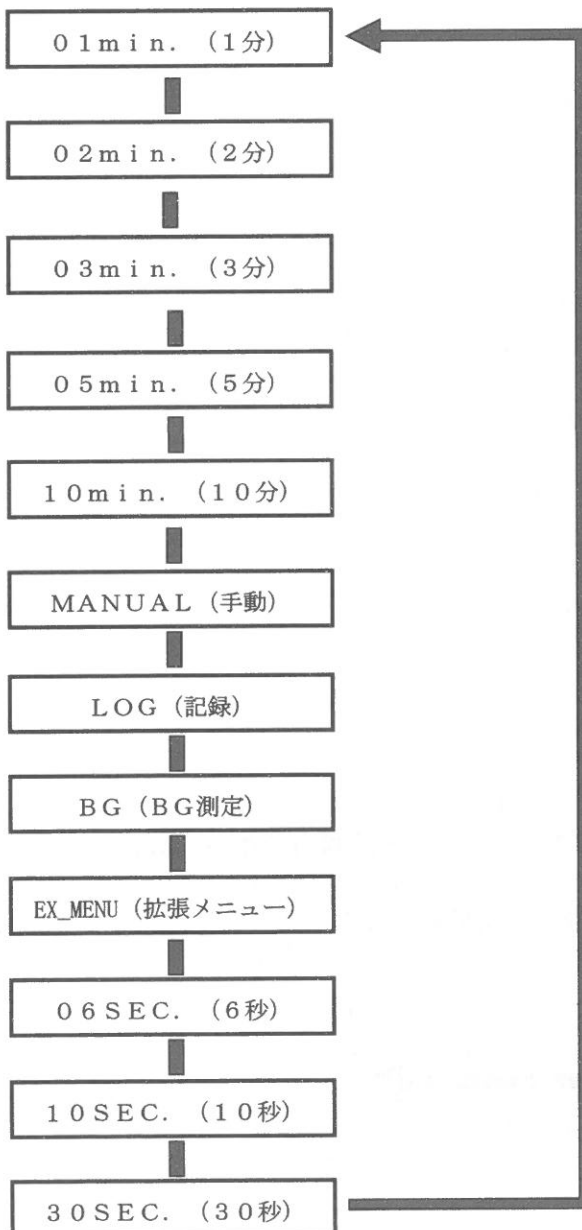 01min. (1分)
02min. (2分)
03min. (3分)
05min. (5分)
10min. (10分)
MANUAL (手動)
LOG (記録)
BG (BG測定)
EX_MENU (拡張メニュー)
06SEC. (6秒)
10SEC. (10秒)
30SEC. (30秒)